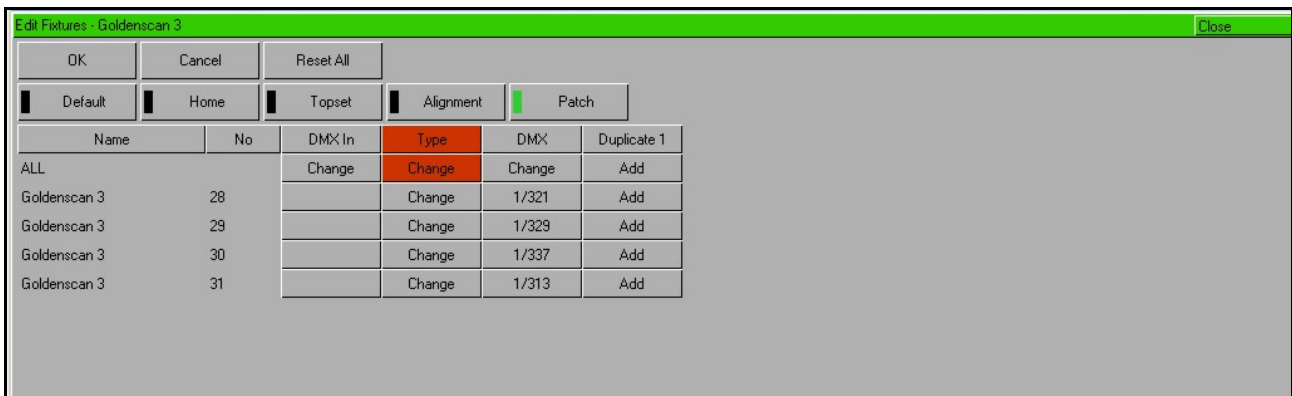 Edit Fixtures - Goldenscan 3 Close
OK Cancel Reset All
Default Home Topset Alignment Patch
Name No DMX In Type DMX Duplicate 1
ALL Change Change Change Add
Goldenscan 3 28 Change 1/321 Add
Goldenscan 3 29 Change 1/329 Add
Goldenscan 3 30 Change 1/337 Add
Goldenscan 3 31 Change 1/313 Add